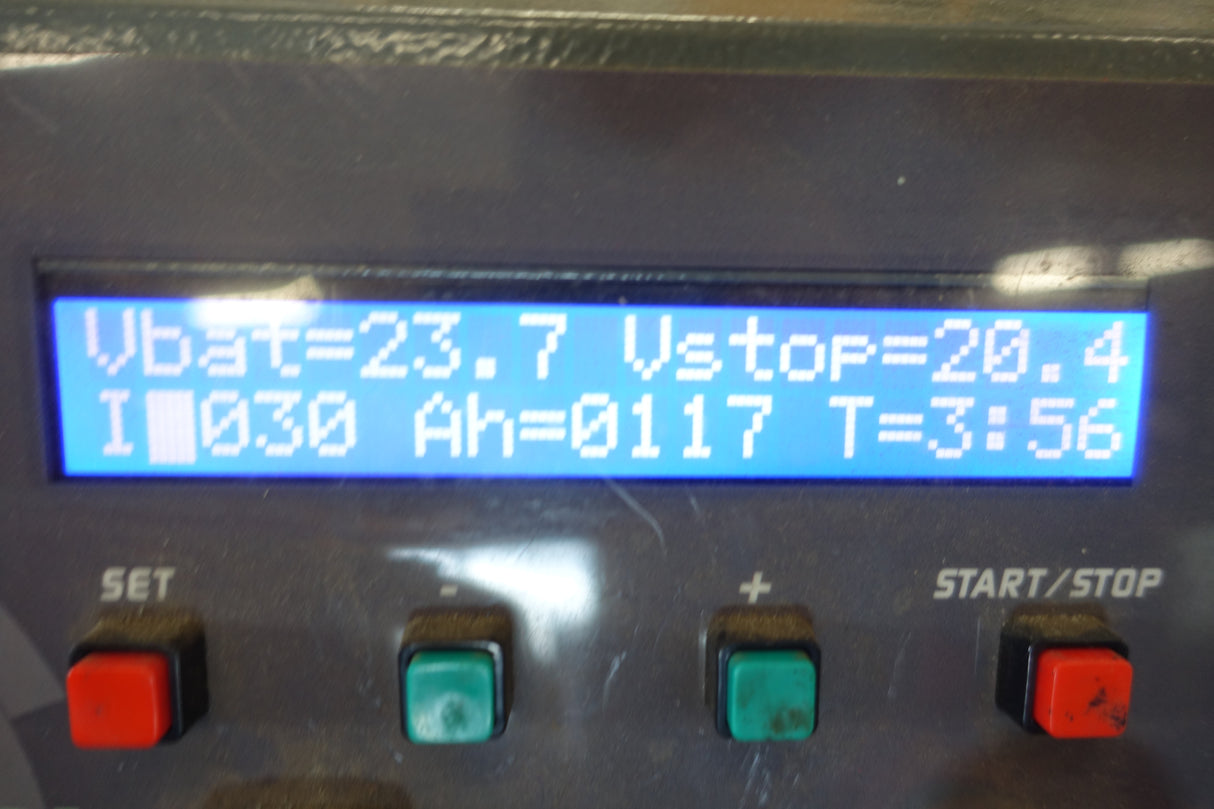 Vbat=23.7 Vstop=20.4
I█030 Ah=0117 T=3:56
SET - + START/STOP